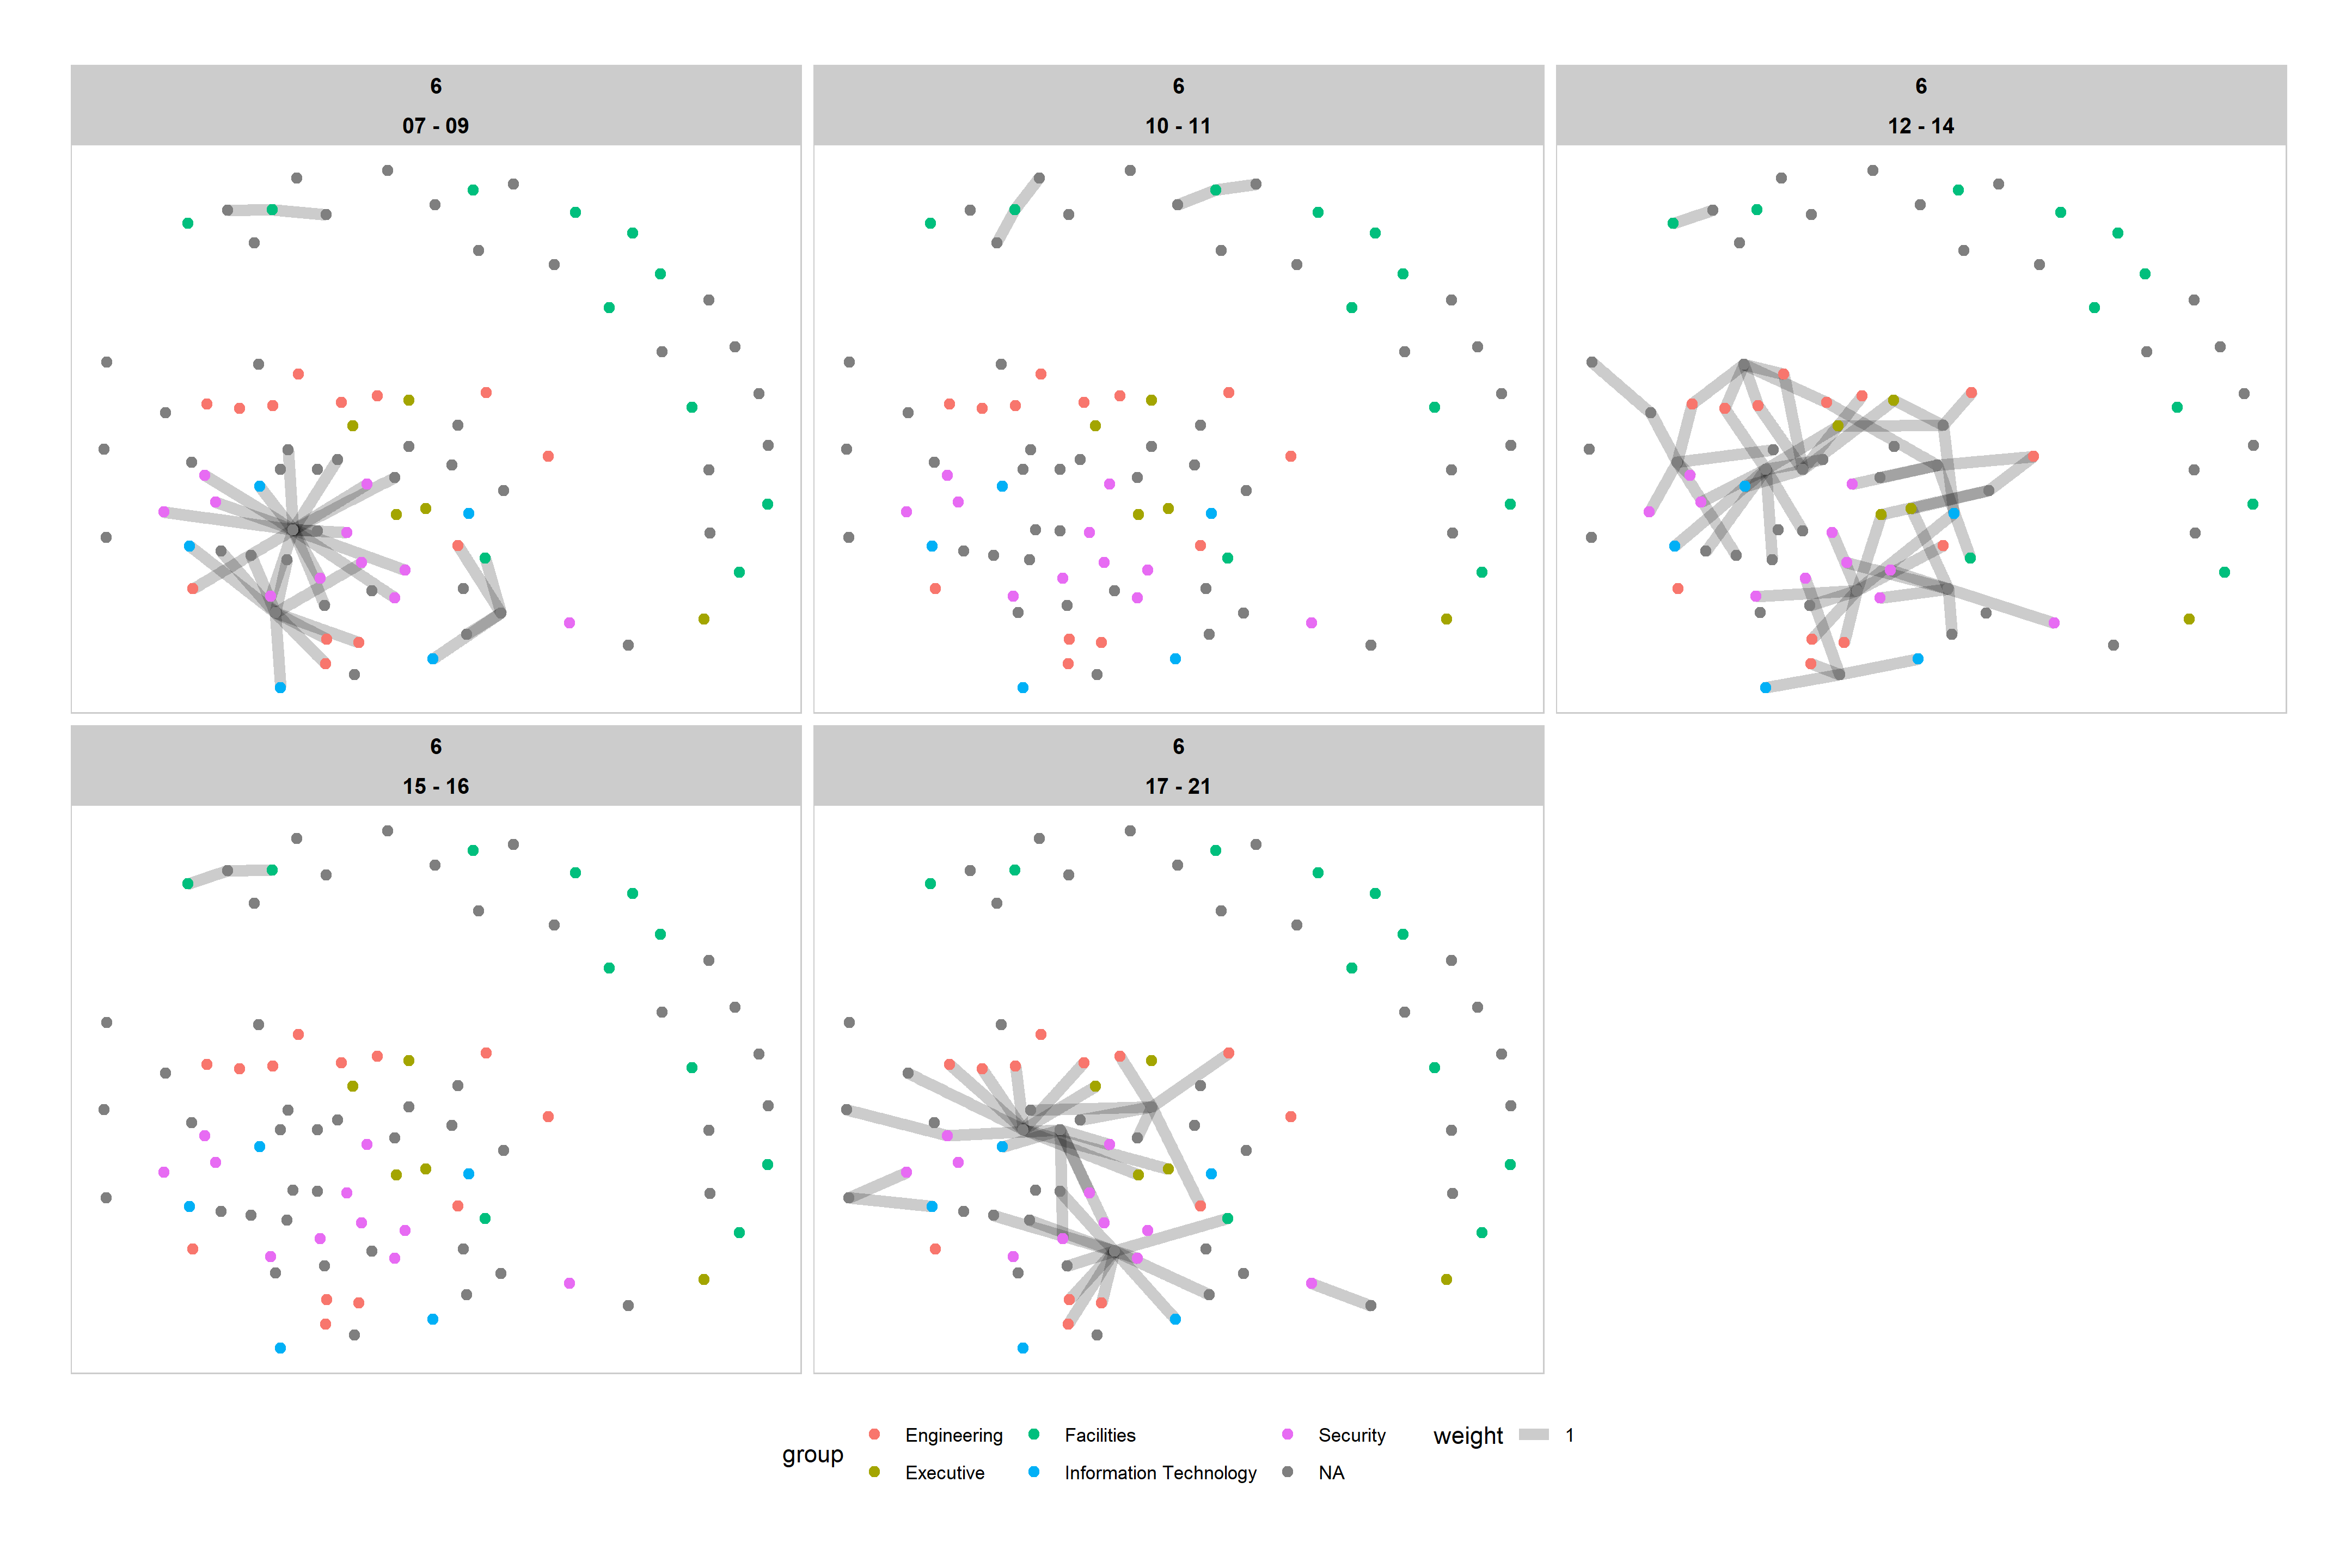 6
07 - 09
6
10 - 11
6
12 - 14
6
15 - 16
6
17 - 21
group
Engineering
Executive
Facilities
Information Technology
Security
NA
weight
1